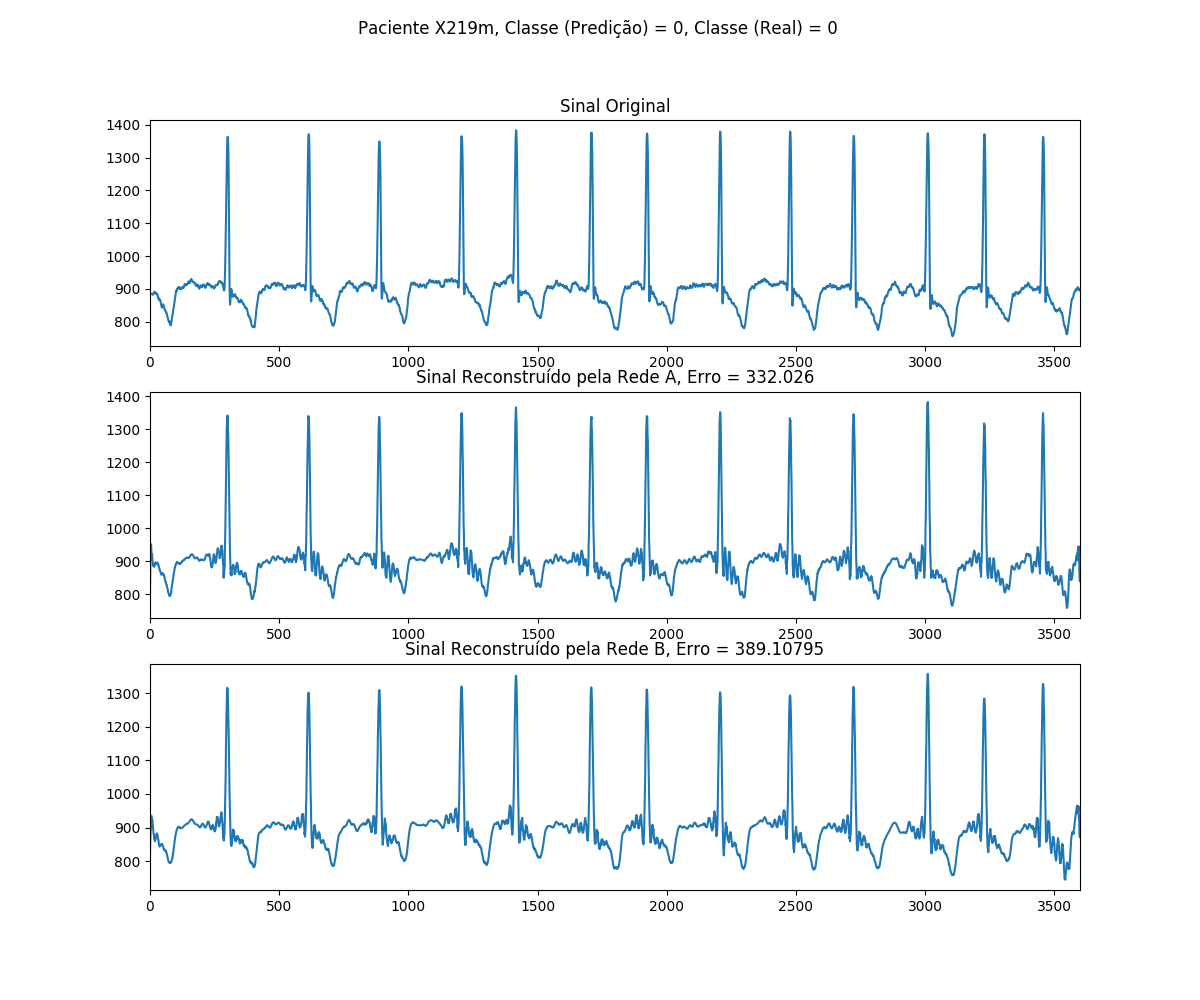 Paciente X219m, Classe (Predição) = 0, Classe (Real) = 0
Sinal Original
1400
1300
1200
1100
1000
900
800
0 500 1000 1500 2000 2500 3000 3500
Sinal Reconstruído pela Rede A, Erro = 332.026
1400
1300
1200
1100
1000
900
800
0 500 1000 1500 2000 2500 3000 3500
Sinal Reconstruído pela Rede B, Erro = 389.10795
1300
1200
1100
1000
900
800
0 500 1000 1500 2000 2500 3000 3500